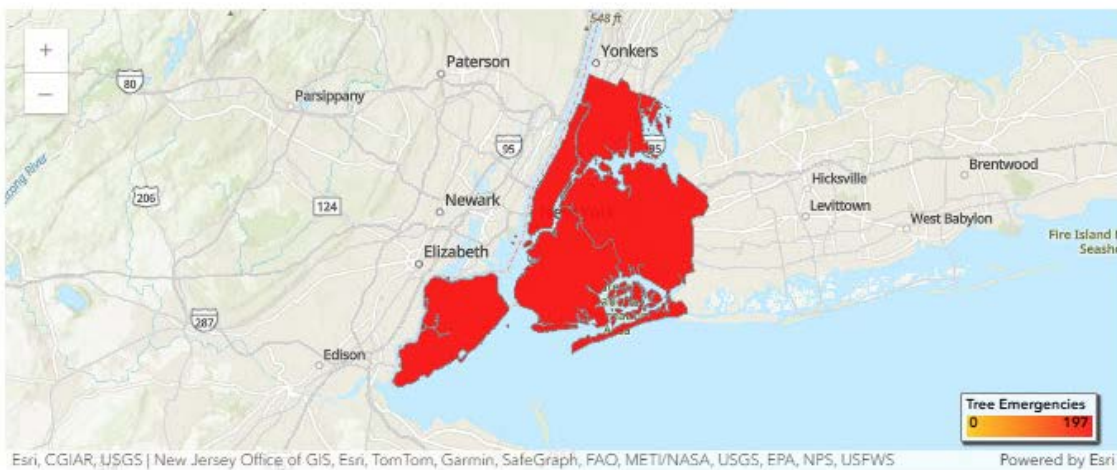 548 ft
Yonkers
Paterson
80
Parsippany
95
95
Brentwood
Hicksville
206
124
Newark
Levittown
West Babylon
Elizabeth
Fire Island
Seash
287
Edison
Tree Emergencies
0 197
Esri, CGIAR, USGS | New Jersey Office of GIS, Esri, TomTom, Garmin, SafeGraph, FAO, METI/NASA, USGS, EPA, NPS, USFWS
Powered by Esri